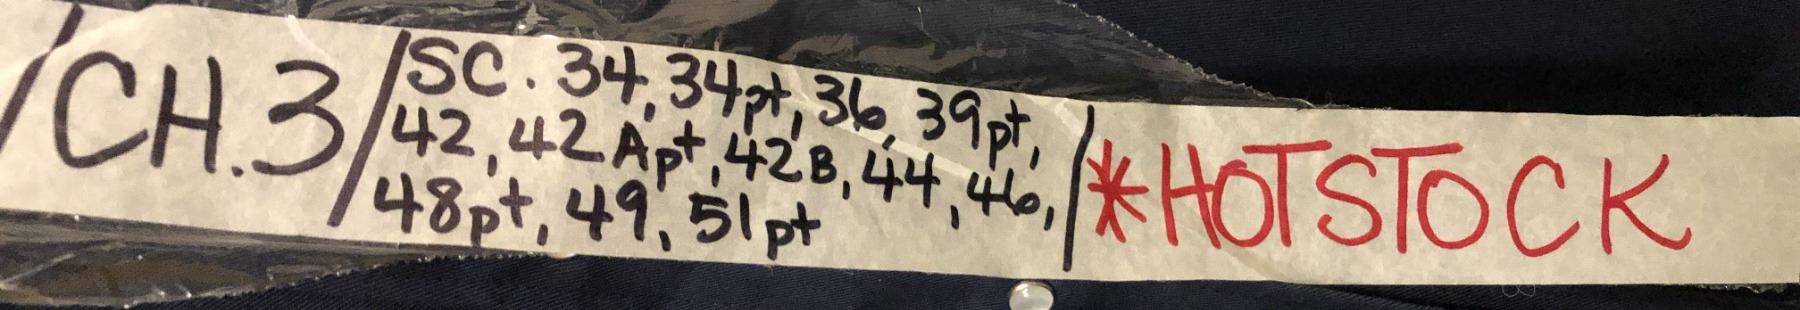 /CH.3/
SC. 34, 34pt, 36, 39pt,
42, 42Apt, 42B, 44, 46,
48pt, 49, 51pt
/*HOTSTOCK